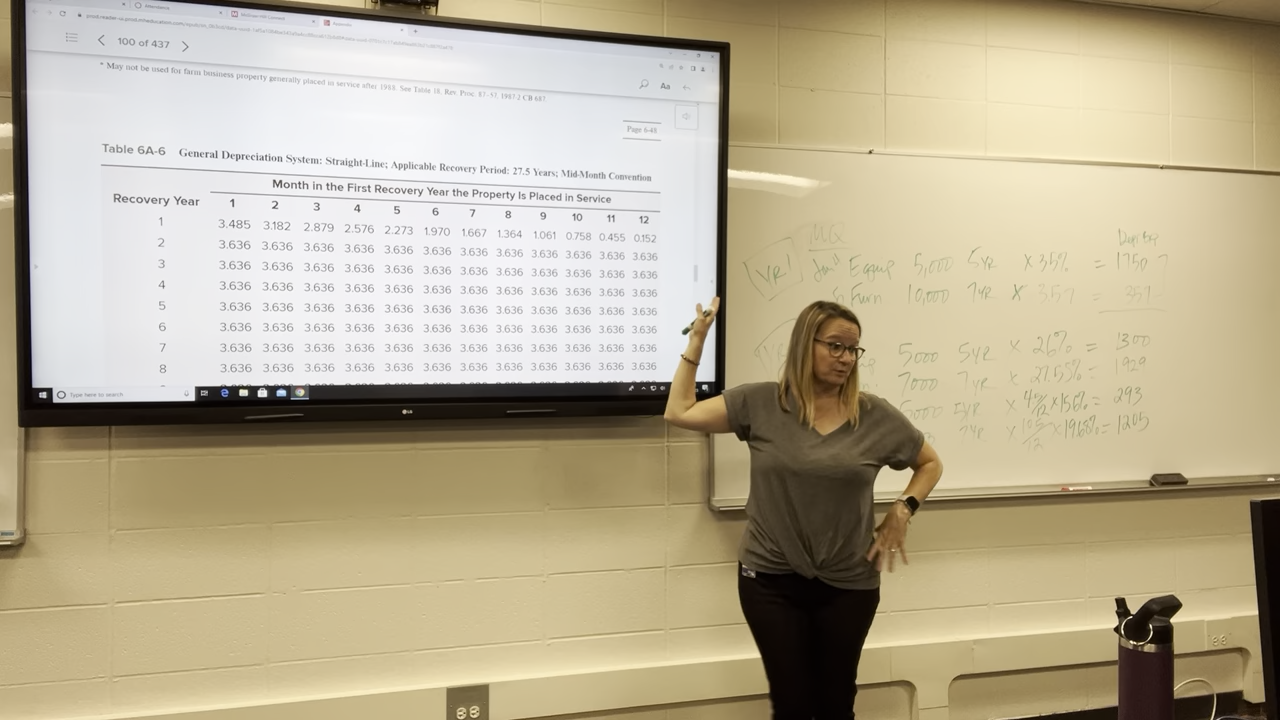 Attendance
McGraw Hill Connect
Appendix
100 of 437
* May not be used for farm business property generally placed in service after 1988. See Table 18, Rev. Proc. 87-57, 1987-2 CB 687.
Aa
Page 6-48
Table 6A-6 General Depreciation System: Straight-Line; Applicable Recovery Period: 27.5 Years; Mid-Month Convention
Month in the First Recovery Year the Property Is Placed in Service
Recovery Year 1 2 3 4 5 6 7 8 9 10 11 12
1 3.485 3.182 2.879 2.576 2.273 1.970 1.667 1.364 1.061 0.758 0.455 0.152
2 3.636 3.636 3.636 3.636 3.636 3.636 3.636 3.636 3.636 3.636 3.636 3.636
3 3.636 3.636 3.636 3.636 3.636 3.636 3.636 3.636 3.636 3.636 3.636 3.636
4 3.636 3.636 3.636 3.636 3.636 3.636 3.636 3.636 3.636 3.636 3.636 3.636
5 3.636 3.636 3.636 3.636 3.636 3.636 3.636 3.636 3.636 3.636 3.636 3.636
6 3.636 3.636 3.636 3.636 3.636 3.636 3.636 3.636 3.636 3.636 3.636 3.636
7 3.636 3.636 3.636 3.636 3.636 3.636 3.636 3.636 3.636 3.636 3.636 3.636
8 3.636 3.636 3.636 3.636 3.636 3.636 3.636 3.636 3.636 3.636 3.636 3.636
Type here to search
LG
MQ
YR 1 Equip 5,000 5YR × 35% = 1750
Furn 10,000 7YR × 357 = 357
5000 5YR × 26% = 1300
7000 7YR × 27.55% = 1929
5YR × 15.6% = 293
7YR × 10.5/12 × 19.68% = 1205